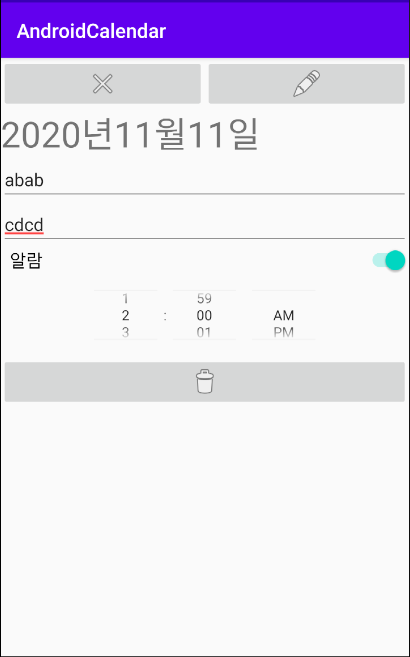 AndroidCalendar
2020년11월11일
abab
cdcd
알람
1 59
2 : 00 AM
3 01 PM